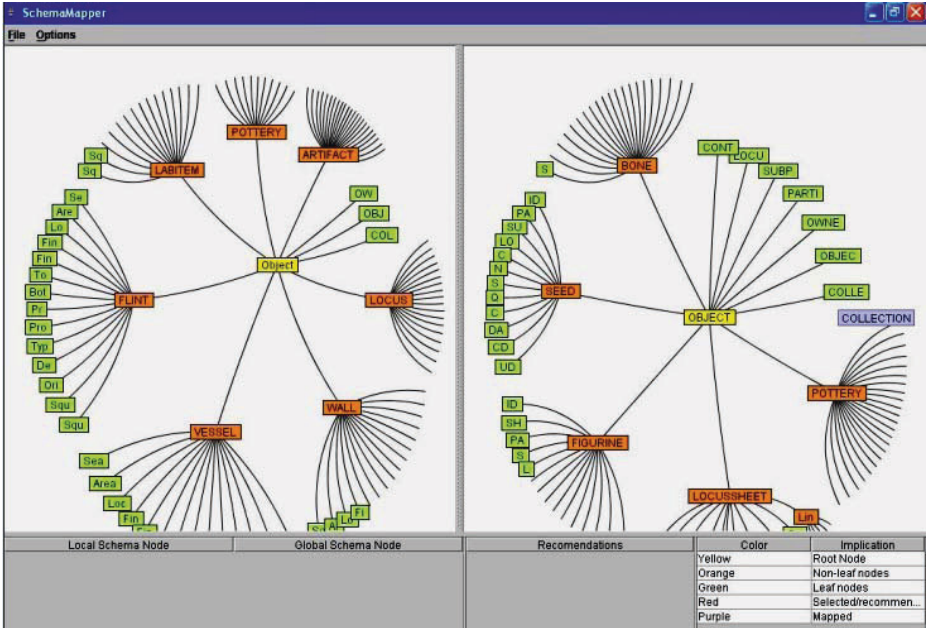 SchemaMapper
File Options
POTTERY
ARTIFACT
LABITEM
Sq
Sq
Se
Are
Lo
Fin
Fin
To
Bot
Pr
Pro
Typ
De
Ori
Squ
Squ
FLINT
OW
OBJ
COL
Object
LOCUS
WALL
VESSEL
Sea
Area
Loc
Fin
Lo
Fi
BONE
S
CONT
LOCU
SUBP
PARTI
OWNE
OBJEC
COLLE
COLLECTION
ID
PA
SU
LO
C
N
S
Q
C
DA
CD
UD
SEED
OBJECT
POTTERY
ID
SH
PA
S
L
FIGURINE
LOCUSSHEET
Lin
Local Schema Node Global Schema Node Recomendations Color Implication
Yellow Root Node
Orange Non-leaf nodes
Green Leaf nodes
Red Selected/recommen...
Purple Mapped